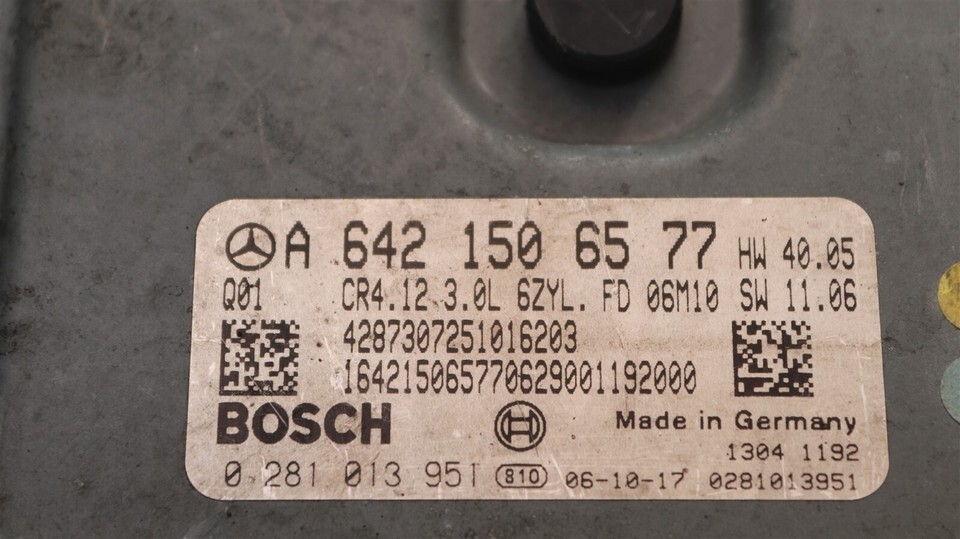 A 642 150 65 77 HW 40.05
Q01 CR4.12 3.0L 6ZYL. FD 06M10 SW 11.06
4287307251016203
164215065770629001192000
BOSCH Made in Germany
1304 1192
0 281 013 951 810 06-10-17 0281013951